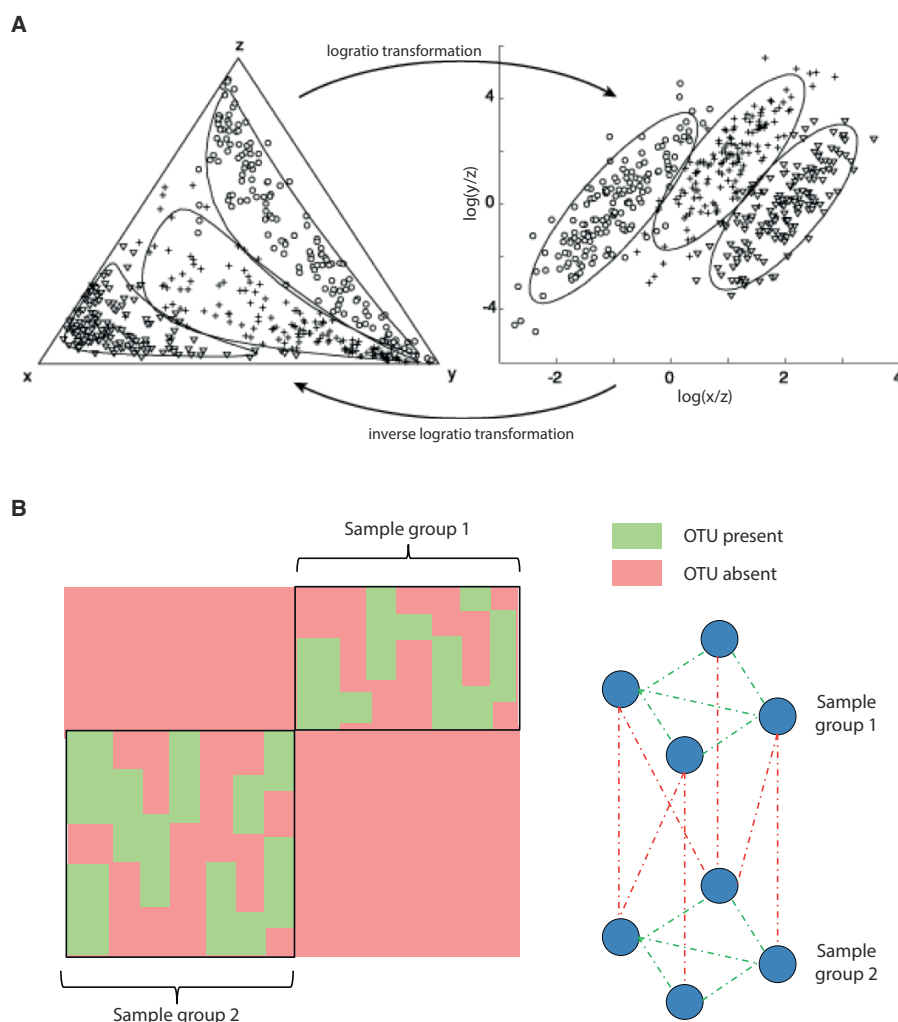 A
logratio transformation
z
x
y
log(y/z)
4
0
-4
-2
0
2
4
log(x/z)
inverse logratio transformation
B
Sample group 1
OTU present
OTU absent
Sample
group 1
Sample
group 2
Sample group 2